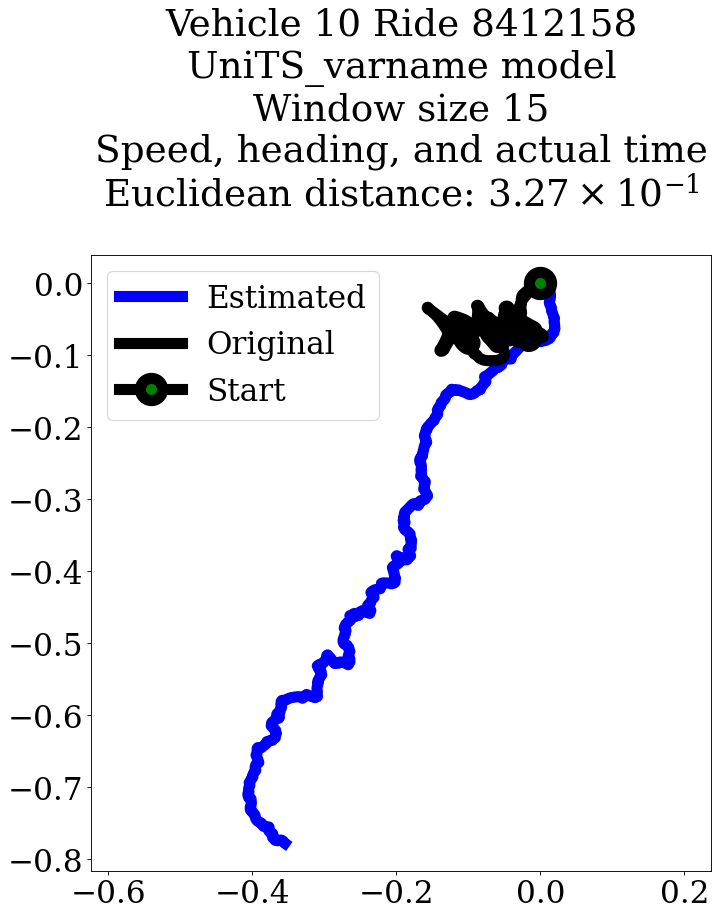 Vehicle 10 Ride 8412158
UniTS_varname model
Window size 15
Speed, heading, and actual time
Euclidean distance: 3.27 × 10⁻¹
Estimated
Original
Start
0.0
−0.1
−0.2
−0.3
−0.4
−0.5
−0.6
−0.7
−0.8
−0.6 −0.4 −0.2 0.0 0.2